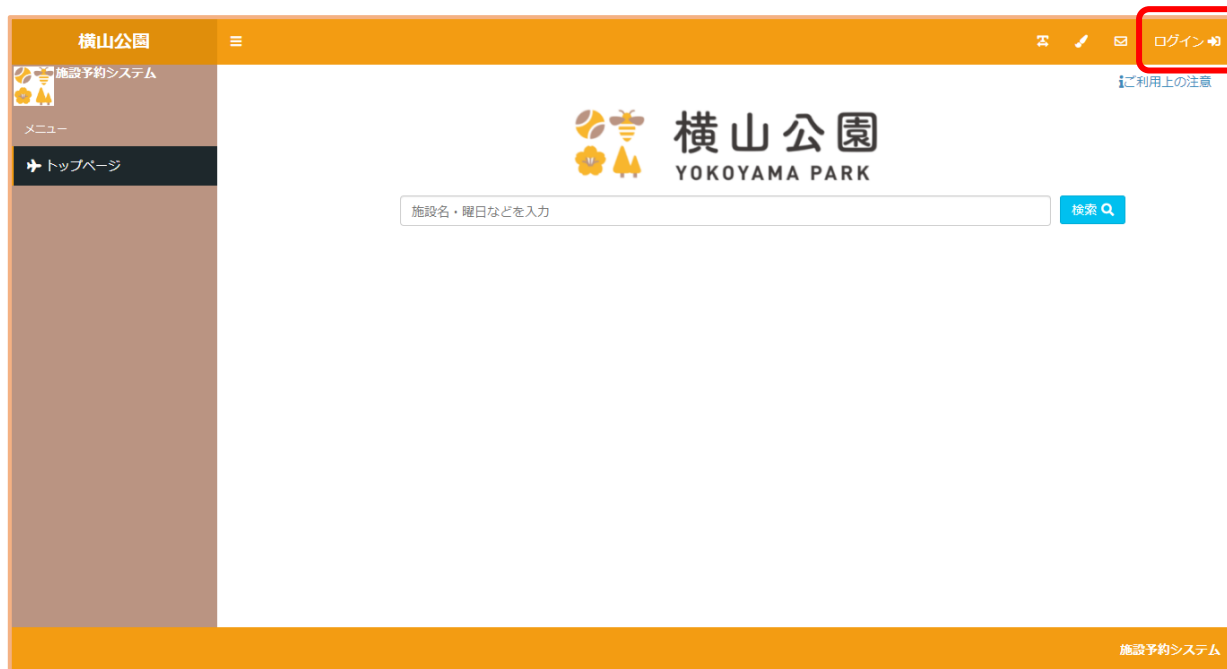 横山公園
ログイン
施設予約システム
ご利用上の注意
メニュー
トップページ
横山公園
YOKOYAMA PARK
施設名・曜日などを入力
検索
施設予約システム